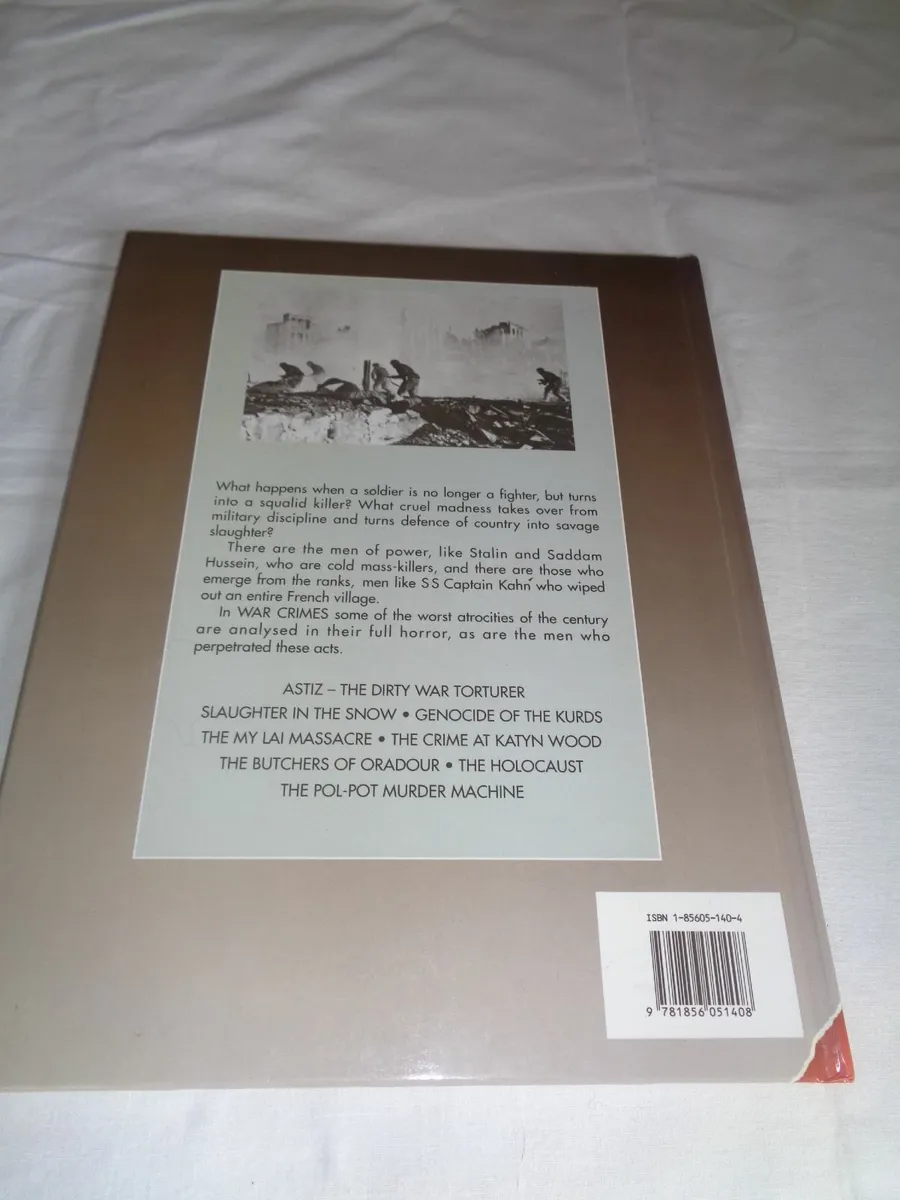 What happens when a soldier is no longer a fighter, but turns
into a squalid killer? What cruel madness takes over from
military discipline and turns defence of country into savage
slaughter?
There are the men of power, like Stalin and Saddam
Hussein, who are cold mass-killers, and there are those who
emerge from the ranks, men like SS Captain Kahn who wiped
out an entire French village.
In WAR CRIMES some of the worst atrocities of the century
are analysed in their full horror, as are the men who
perpetrated these acts.
ASTIZ – THE DIRTY WAR TORTURER
SLAUGHTER IN THE SNOW • GENOCIDE OF THE KURDS
THE MY LAI MASSACRE • THE CRIME AT KATYN WOOD
THE BUTCHERS OF ORADOUR • THE HOLOCAUST
THE POL-POT MURDER MACHINE
ISBN 1-85605-140-4
9 781856 051408